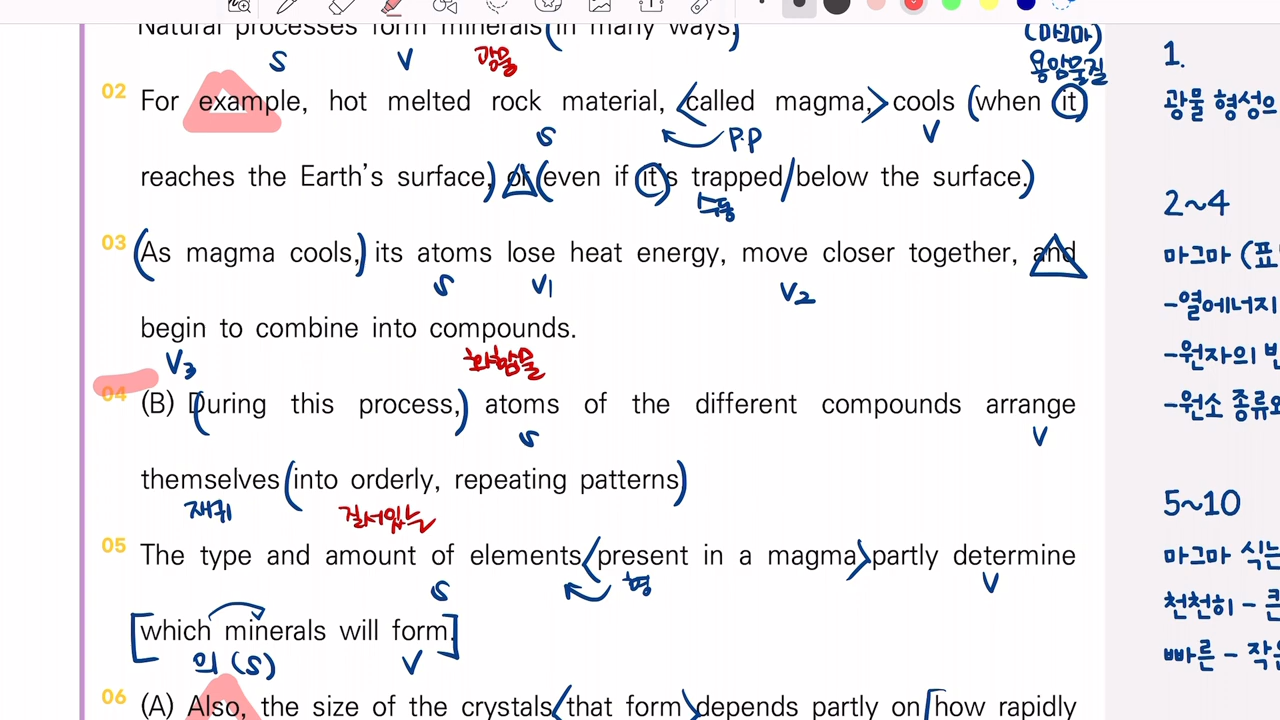 Natural processes form minerals (in many ways.)
(마그마)
S V 광물 용암물질
02 For example, hot melted rock material, <called magma,> cools (when it
S P.P V
reaches the Earth's surface,) or (even if it's trapped / below the surface.)
수동
03 (As magma cools,) its atoms lose heat energy, move closer together, and
S V1 V2
begin to combine into compounds.
V3 화합물
04 (B) (During this process,) atoms of the different compounds arrange
S V
themselves (into orderly, repeating patterns)
재귀 질서있는
05 The type and amount of elements <present in a magma> partly determine
S 형 V
[which minerals will form.]
의 (S) V
06 (A) Also, the size of the crystals <that form> depends partly on [how rapidly
1.
광물 형성으
2~4
마그마 (표
-열에너지
-원자의
-원소 종류
5~10
마그마 식는
천천히 - 큰
빠른 - 작은